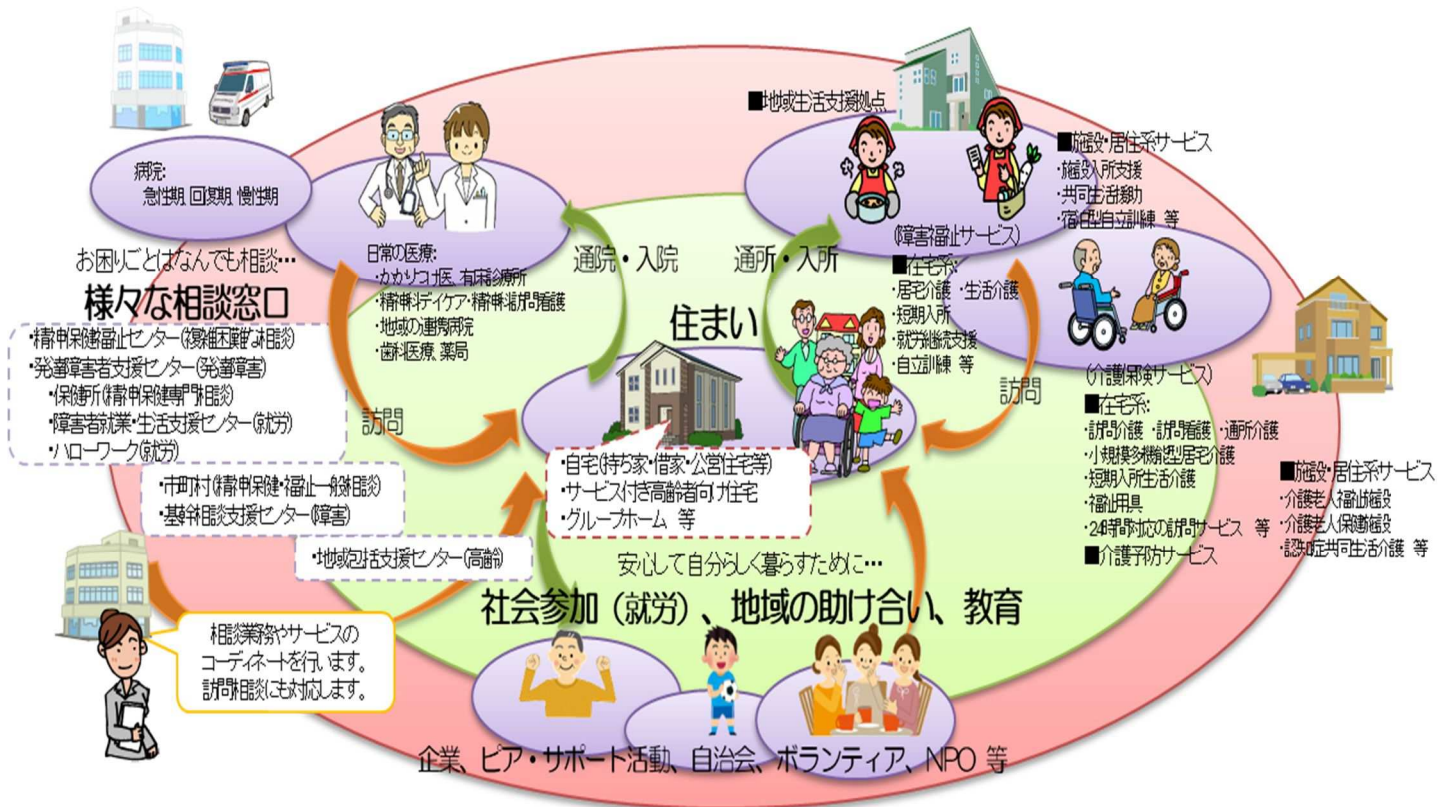 病院:
急性期、回復期、慢性期
お困りごとはなんでも相談…
様々な相談窓口
・精神保健福祉センター(複雑困難な相談)
・発達障害者支援センター(発達障害)
・保健所(精神保健専門相談)
・障害者就業・生活支援センター(就労)
・ハローワーク(就労)
・市町村(精神保健・福祉一般相談)
・基幹相談支援センター(障害)
・地域包括支援センター(高齢)
相談業務やサービスの
コーディネートを行います。
訪問相談にも対応します。
日常の医療:
・かかりつけ医、有床診療所
・精神科デイケア・精神科訪問看護
・地域の連携病院
・歯科医療、薬局
訪問
通院・入院
通所・入所
住まい
・自宅(持ち家・借家・公営住宅等)
・サービス付き高齢者向け住宅
・グループホーム 等
■地域生活支援拠点
■施設・居住系サービス
・施設入所支援
・共同生活援助
・宿泊型自立訓練 等
(障害福祉サービス)
■在宅系:
・居宅介護 ・生活介護
・短期入所
・就労継続支援
・自立訓練 等
訪問
(介護保険サービス)
■在宅系:
・訪問介護 ・訪問看護 ・通所介護
・小規模多機能型居宅介護
・短期入所生活介護
・福祉用具
・24時間対応の訪問サービス 等
■介護予防サービス
■施設・居住系サービス
・介護老人福祉施設
・介護老人保健施設
・認知症共同生活介護 等
安心して自分らしく暮らすために…
社会参加(就労)、地域の助け合い、教育
企業、ピア・サポート活動、自治会、ボランティア、NPO 等